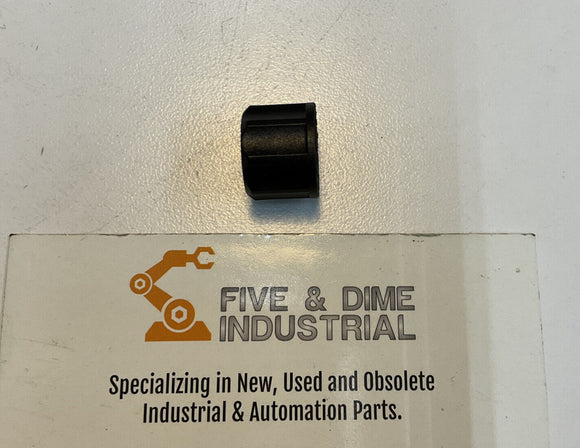 FIVE & DIME
INDUSTRIAL
Specializing in New, Used and Obsolete
Industrial & Automation Parts.